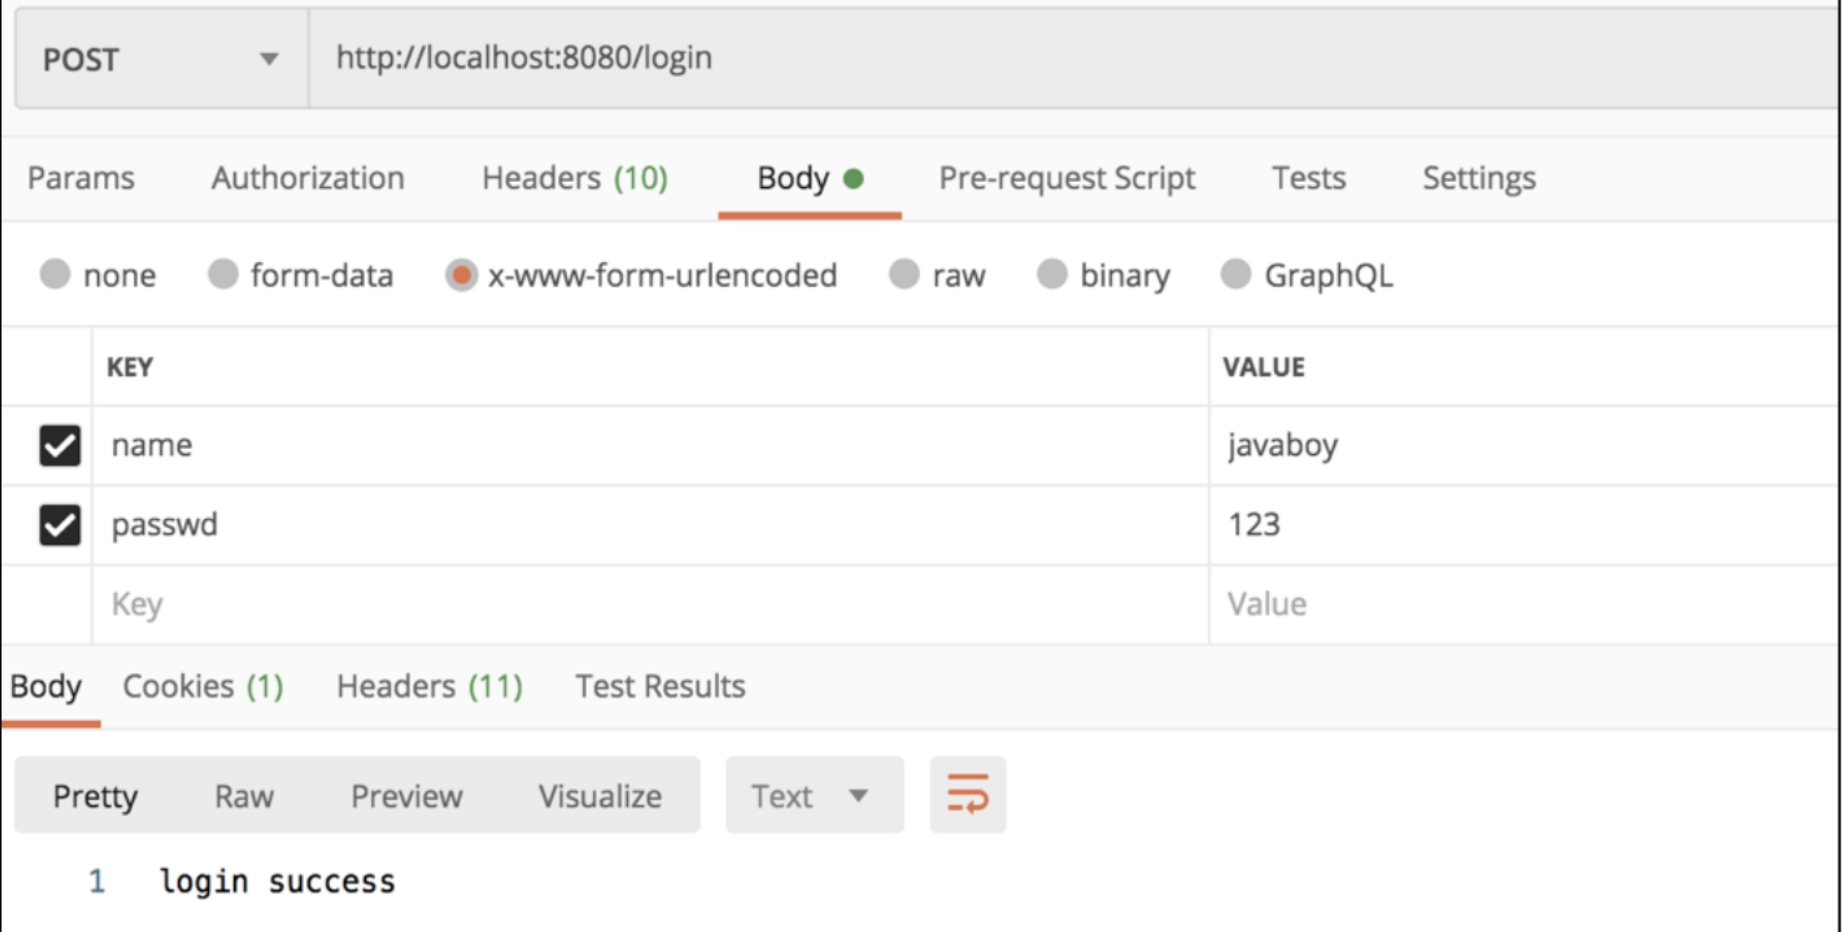 POST http://localhost:8080/login
Params Authorization Headers (10) Body Pre-request Script Tests Settings
none form-data x-www-form-urlencoded raw binary GraphQL
KEY VALUE
name javaboy
passwd 123
Key Value
Body Cookies (1) Headers (11) Test Results
Pretty Raw Preview Visualize Text
1 login success